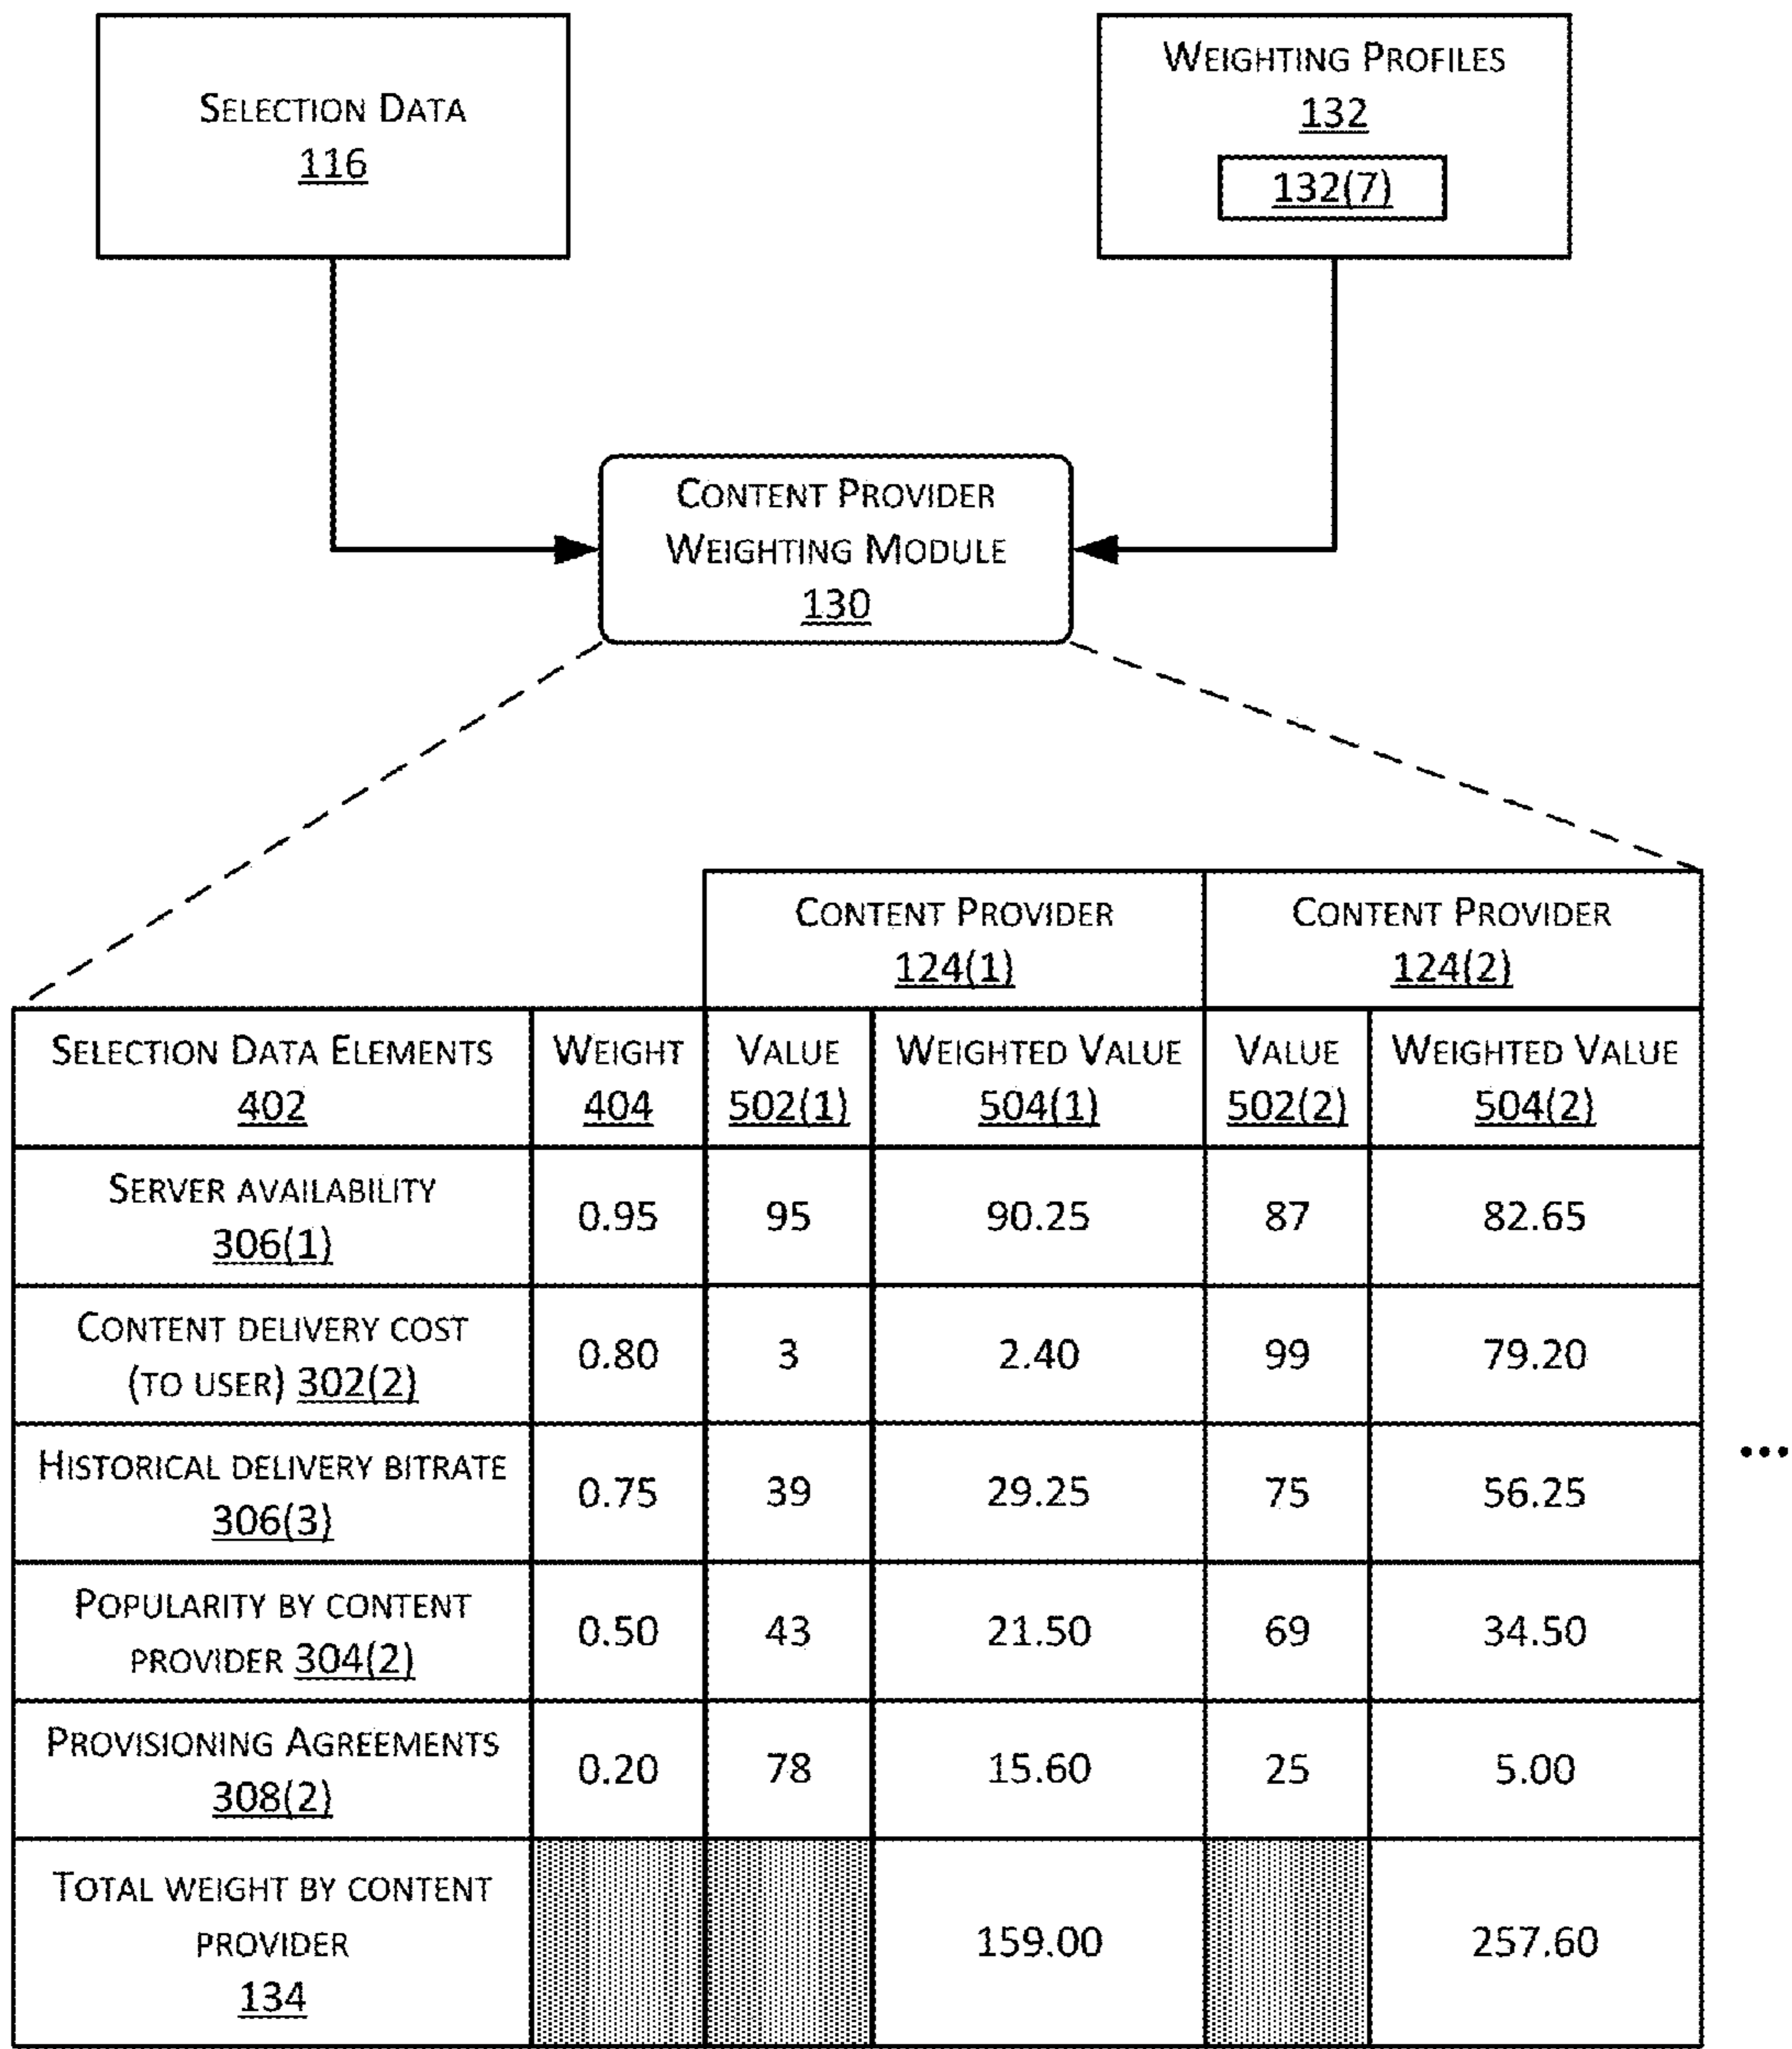 SELECTION DATA
116
WEIGHTING PROFILES
132
132(7)
CONTENT PROVIDER
WEIGHTING MODULE
130
CONTENT PROVIDER
124(1)
CONTENT PROVIDER
124(2)
SELECTION DATA ELEMENTS
402
WEIGHT
404
VALUE
502(1)
WEIGHTED VALUE
504(1)
VALUE
502(2)
WEIGHTED VALUE
504(2)
SERVER AVAILABILITY
306(1)
0.95
95
90.25
87
82.65
CONTENT DELIVERY COST
(TO USER) 302(2)
0.80
3
2.40
99
79.20
HISTORICAL DELIVERY BITRATE
306(3)
0.75
39
29.25
75
56.25
...
POPULARITY BY CONTENT
PROVIDER 304(2)
0.50
43
21.50
69
34.50
PROVISIONING AGREEMENTS
308(2)
0.20
78
15.60
25
5.00
TOTAL WEIGHT BY CONTENT
PROVIDER
134
159.00
257.60